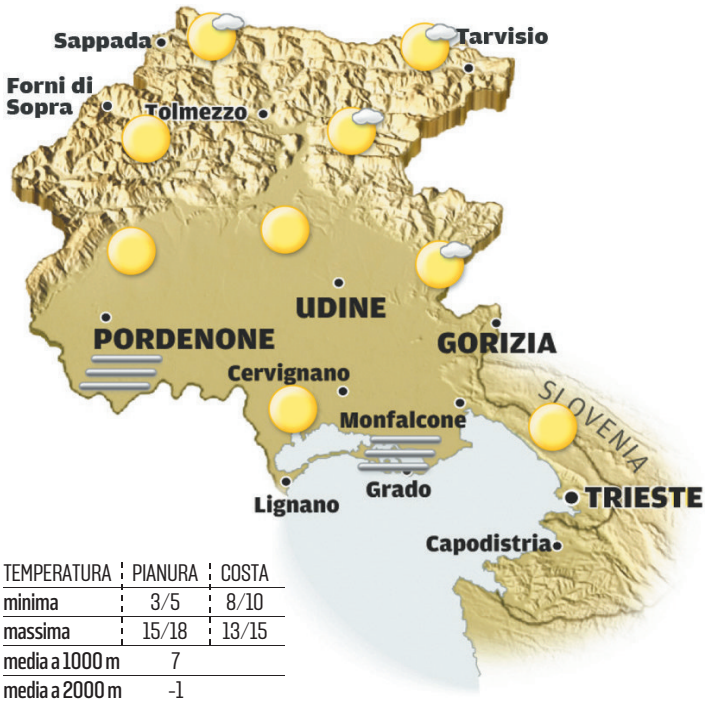 Sappada
Tarvisio
Forni di
Sopra
Tolmezzo
UDINE
PORDENONE
GORIZIA
Cervignano
SLOVENIA
Monfalcone
Grado
Lignano
TRIESTE
Capodistria
TEMPERATURA PIANURA COSTA
minima 3/5 8/10
massima 15/18 13/15
media a 1000 m 7
media a 2000 m -1